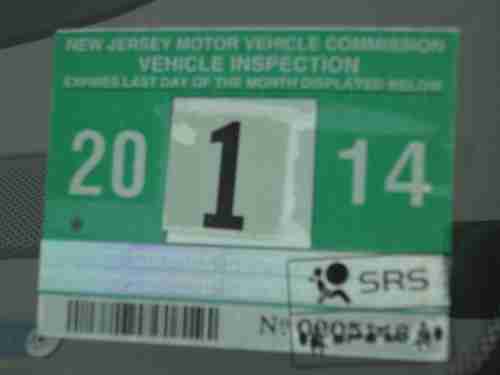 NEW JERSEY MOTOR VEHICLE COMMISSION
VEHICLE INSPECTION
EXPIRES LAST DAY OF THE MONTH DISPLAYED BELOW
20 1 14
SRS
No